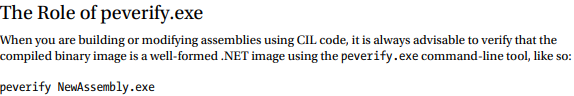 The Role of peverify.exe
When you are building or modifying assemblies using CIL code, it is always advisable to verify that the
compiled binary image is a well-formed .NET image using the peverify.exe command-line tool, like so:
peverify NewAssembly.exe